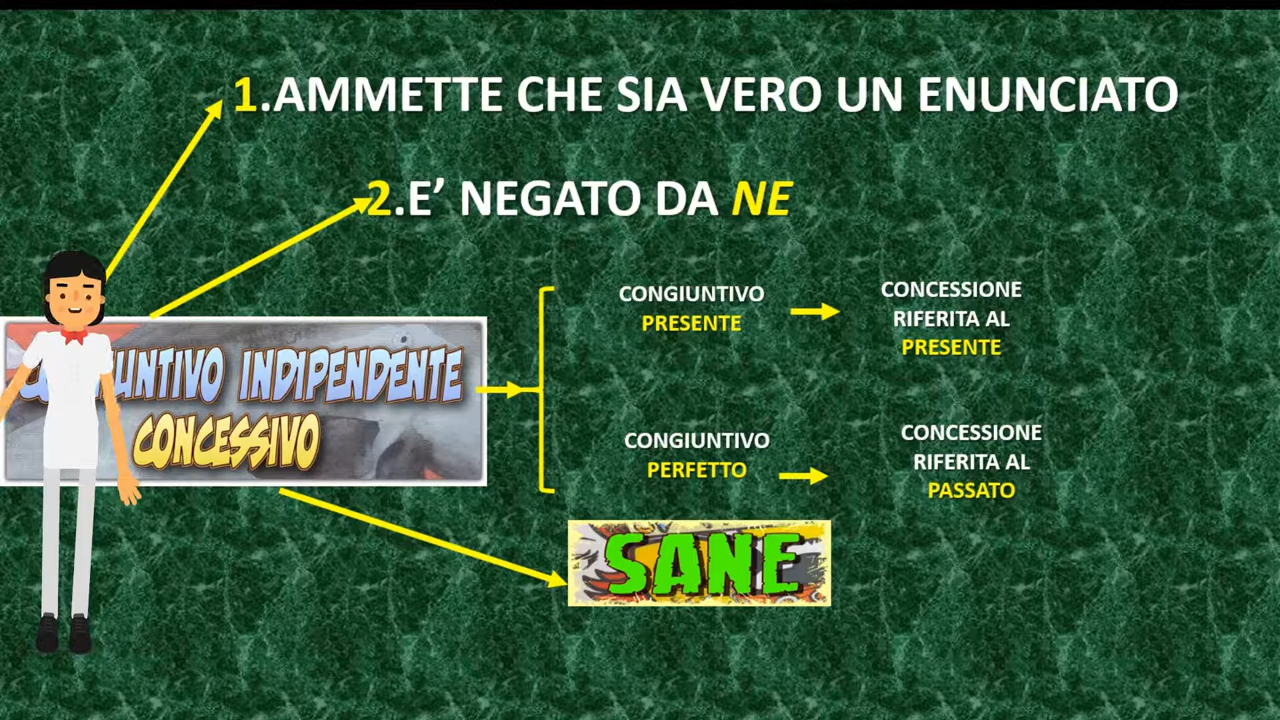 1.AMMETTE CHE SIA VERO UN ENUNCIATO
2.E’ NEGATO DA NE
INDIPENDENTE
CONCESSIVO
CONGIUNTIVO
PRESENTE
CONCESSIONE
RIFERITA AL
PRESENTE
CONGIUNTIVO
PERFETTO
CONCESSIONE
RIFERITA AL
PASSATO
SANE